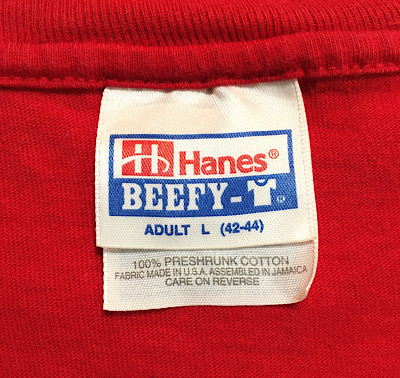 Hanes®
BEEFY-T®
ADULT L (42-44)
100% PRESHRUNK COTTON
FABRIC MADE IN U.S.A. ASSEMBLED IN JAMAICA
CARE ON REVERSE